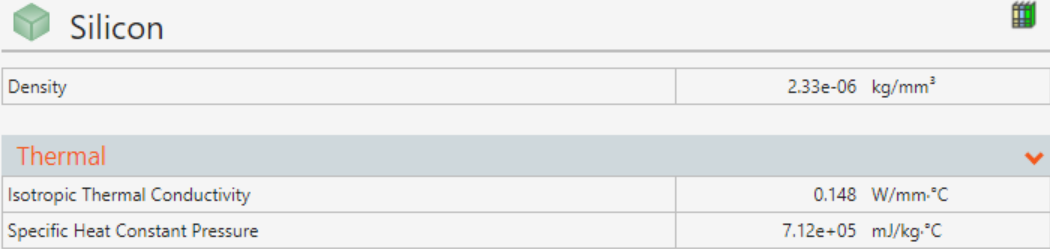 Silicon
Density 2.33e-06 kg/mm³
Thermal
Isotropic Thermal Conductivity 0.148 W/mm·°C
Specific Heat Constant Pressure 7.12e+05 mJ/kg·°C